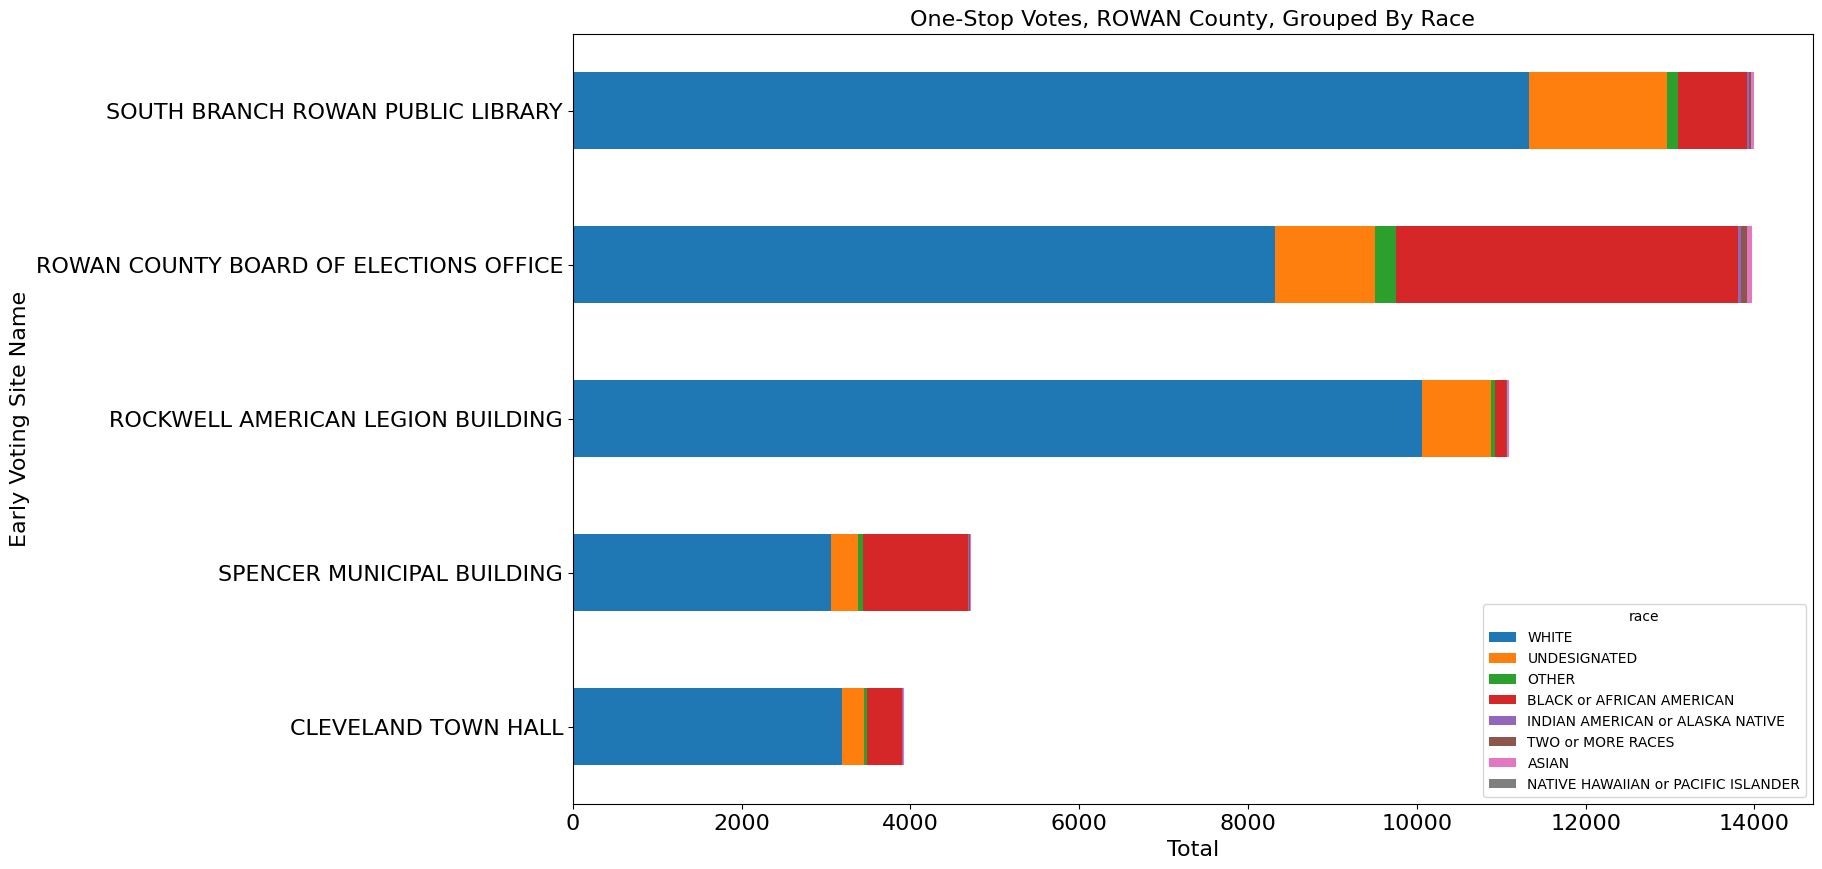 One-Stop Votes, ROWAN County, Grouped By Race
Early Voting Site Name
SOUTH BRANCH ROWAN PUBLIC LIBRARY
ROWAN COUNTY BOARD OF ELECTIONS OFFICE
ROCKWELL AMERICAN LEGION BUILDING
SPENCER MUNICIPAL BUILDING
CLEVELAND TOWN HALL
race
WHITE
UNDESIGNATED
OTHER
BLACK or AFRICAN AMERICAN
INDIAN AMERICAN or ALASKA NATIVE
TWO or MORE RACES
ASIAN
NATIVE HAWAIIAN or PACIFIC ISLANDER
0 2000 4000 6000 8000 10000 12000 14000
Total